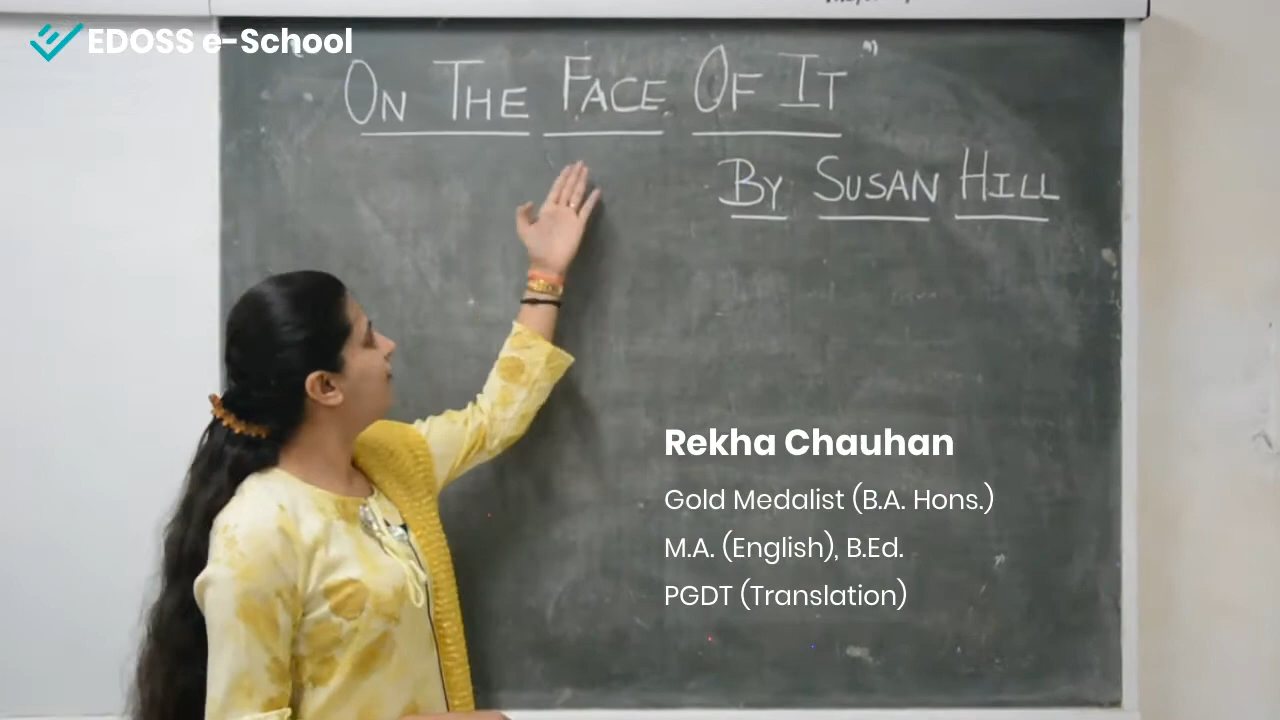 EDOSS e-School
ON THE FACE OF IT"
BY SUSAN HILL
Rekha Chauhan
Gold Medalist (B.A. Hons.)
M.A. (English), B.Ed.
PGDT (Translation)